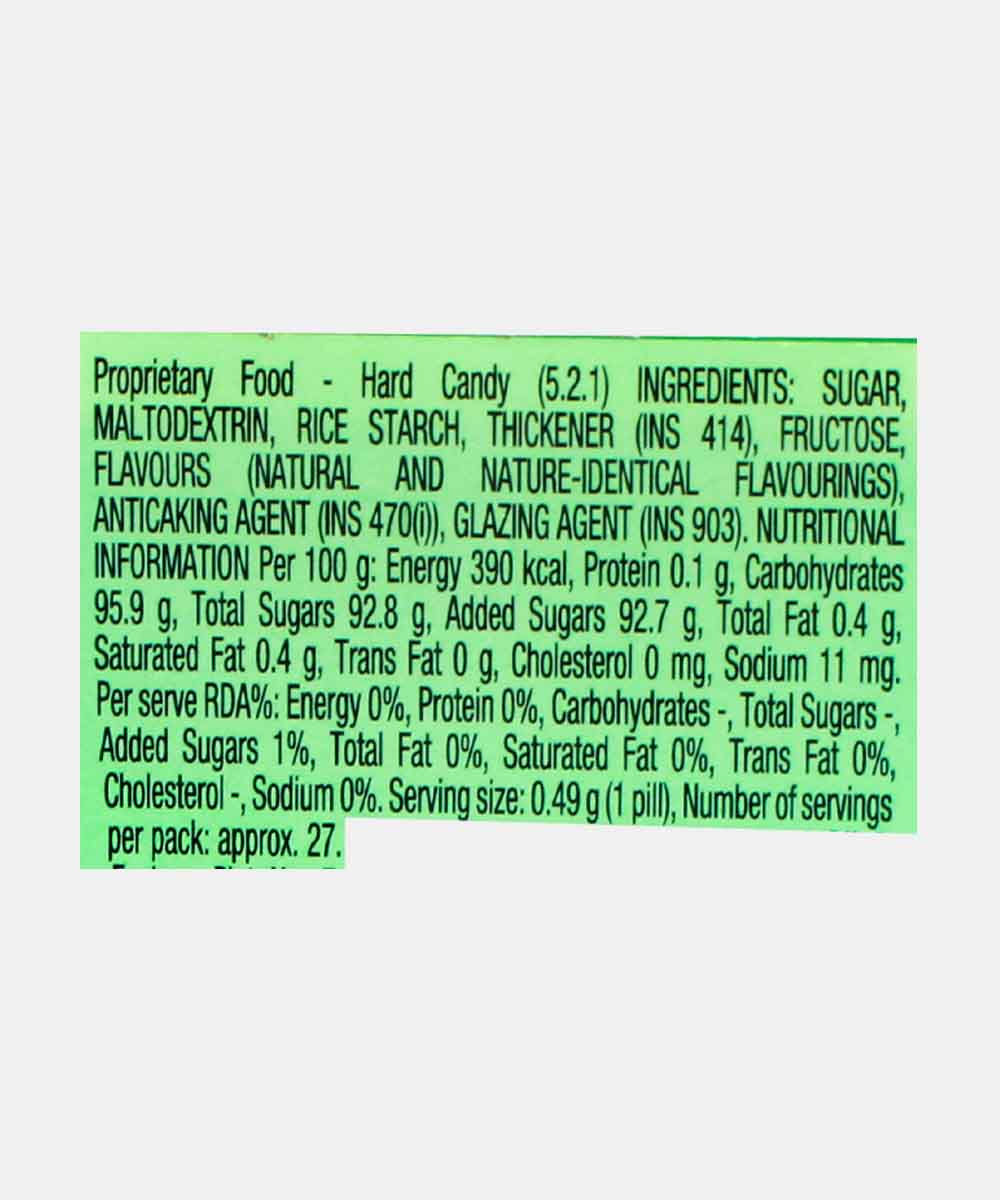 Proprietary Food - Hard Candy (5.2.1) INGREDIENTS: SUGAR,
MALTODEXTRIN, RICE STARCH, THICKENER (INS 414), FRUCTOSE,
FLAVOURS (NATURAL AND NATURE-IDENTICAL FLAVOURINGS),
ANTICAKING AGENT (INS 470(i)), GLAZING AGENT (INS 903). NUTRITIONAL
INFORMATION Per 100 g: Energy 390 kcal, Protein 0.1 g, Carbohydrates
95.9 g, Total Sugars 92.8 g, Added Sugars 92.7 g, Total Fat 0.4 g,
Saturated Fat 0.4 g, Trans Fat 0 g, Cholesterol 0 mg, Sodium 11 mg.
Per serve RDA%: Energy 0%, Protein 0%, Carbohydrates -, Total Sugars -,
Added Sugars 1%, Total Fat 0%, Saturated Fat 0%, Trans Fat 0%,
Cholesterol -, Sodium 0%. Serving size: 0.49 g (1 pill), Number of servings
per pack: approx. 27.